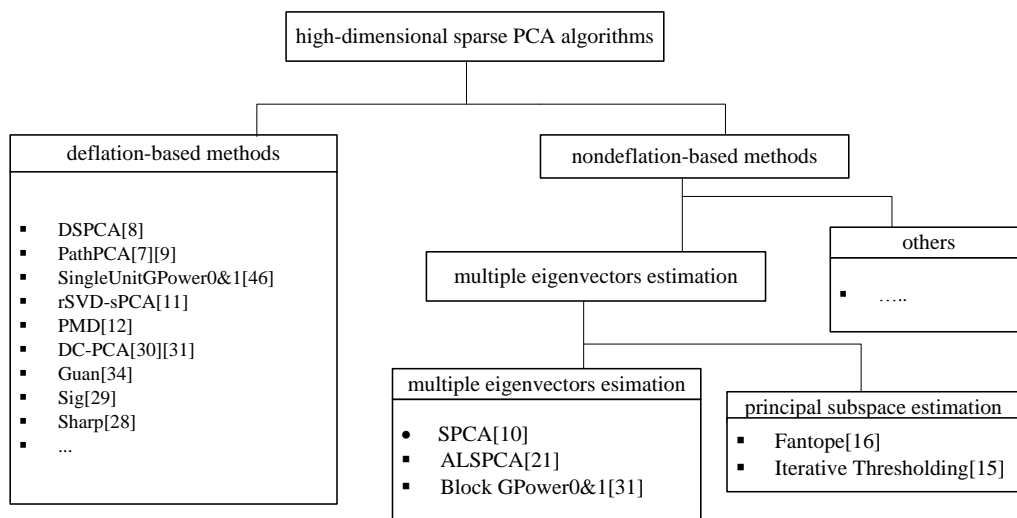 high-dimensional sparse PCA algorithms
deflation-based methods
DSPCA[8]
PathPCA[7][9]
SingleUnitGPower0&1[46]
rSVD-sPCA[11]
PMD[12]
DC-PCA[30][31]
Guan[34]
Sig[29]
Sharp[28]
...
nondeflation-based methods
others
…..
multiple eigenvectors estimation
multiple eigenvectors esimation
SPCA[10]
ALSPCA[21]
Block GPower0&1[31]
principal subspace estimation
Fantope[16]
Iterative Thresholding[15]